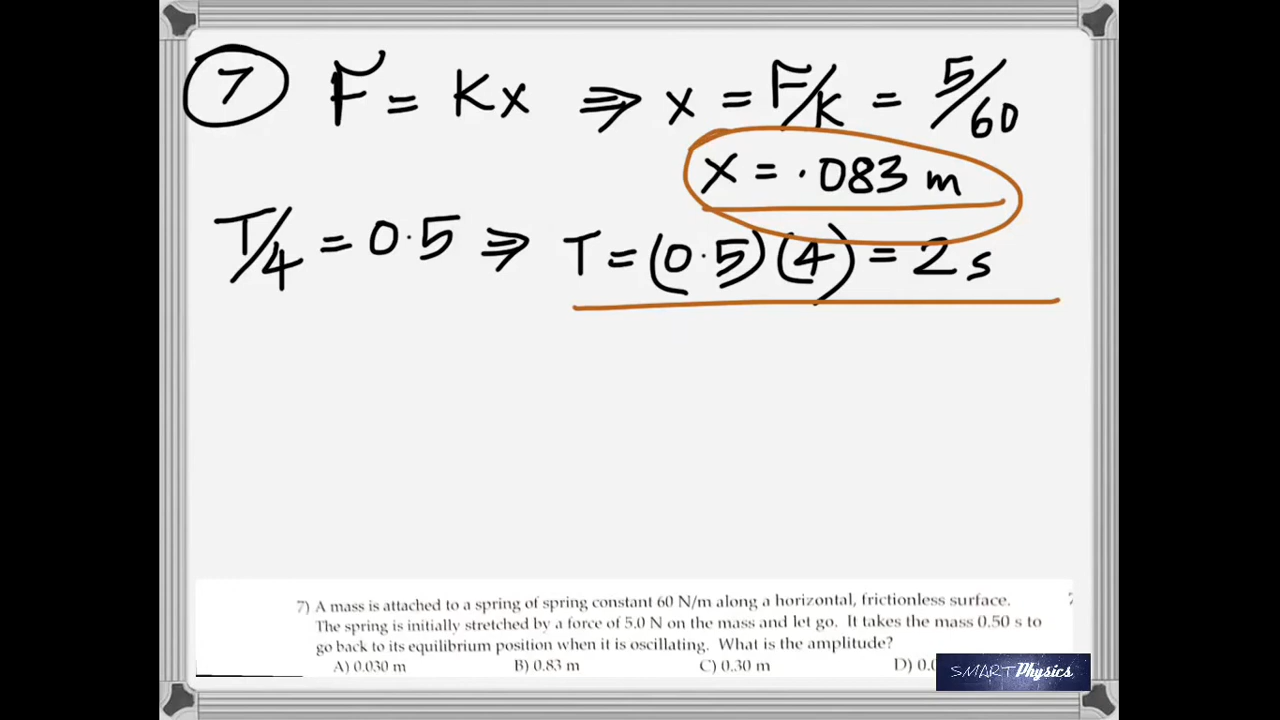 7 F = Kx ⇒ x = F/K = 5/60
x = .083 m
T/4 = 0.5 ⇒ T = (0.5)(4) = 2 s
7) A mass is attached to a spring of spring constant 60 N/m along a horizontal, frictionless surface.
The spring is initially stretched by a force of 5.0 N on the mass and let go. It takes the mass 0.50 s to
go back to its equilibrium position when it is oscillating. What is the amplitude?
A) 0.030 m B) 0.83 m C) 0.30 m D) 0.0
SMARTPhysics